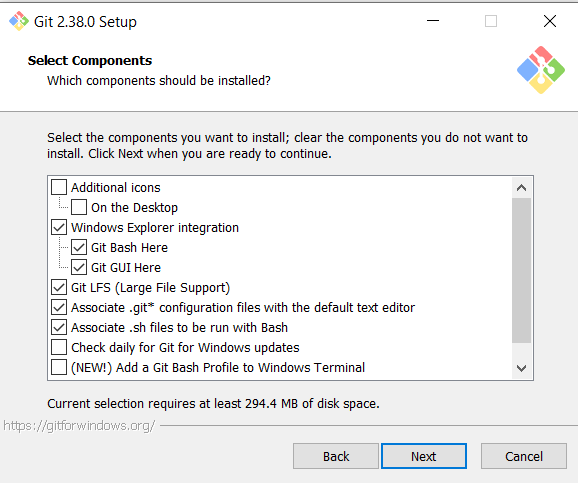 Git 2.38.0 Setup
Select Components
Which components should be installed?
Select the components you want to install; clear the components you do not want to
install. Click Next when you are ready to continue.
Additional icons
On the Desktop
Windows Explorer integration
Git Bash Here
Git GUI Here
Git LFS (Large File Support)
Associate .git* configuration files with the default text editor
Associate .sh files to be run with Bash
Check daily for Git for Windows updates
(NEW!) Add a Git Bash Profile to Windows Terminal
Current selection requires at least 294.4 MB of disk space.
https://gitforwindows.org/
Back Next Cancel